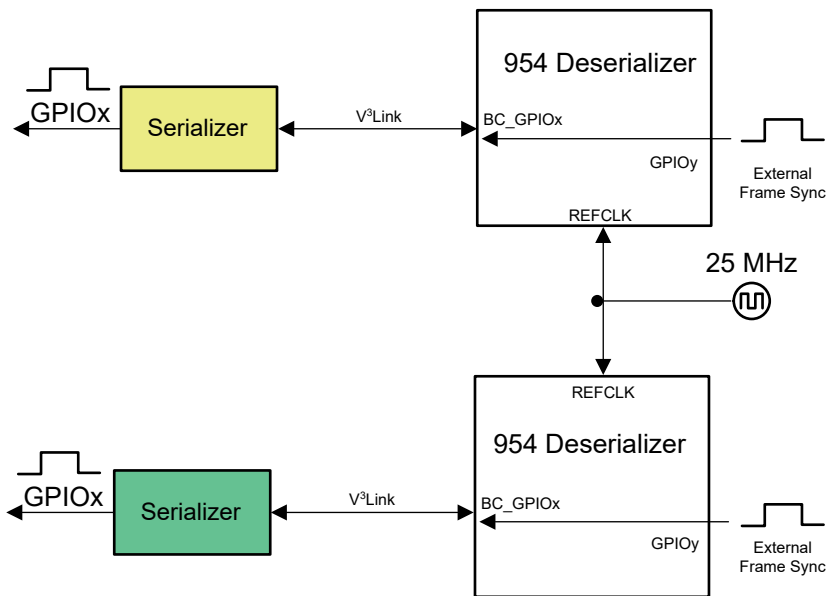 954 Deserializer
GPIOx
Serializer
V³Link
BC_GPIOx
GPIOy
External
Frame Sync
REFCLK
25 MHz
REFCLK
954 Deserializer
GPIOx
Serializer
V³Link
BC_GPIOx
GPIOy
External
Frame Sync